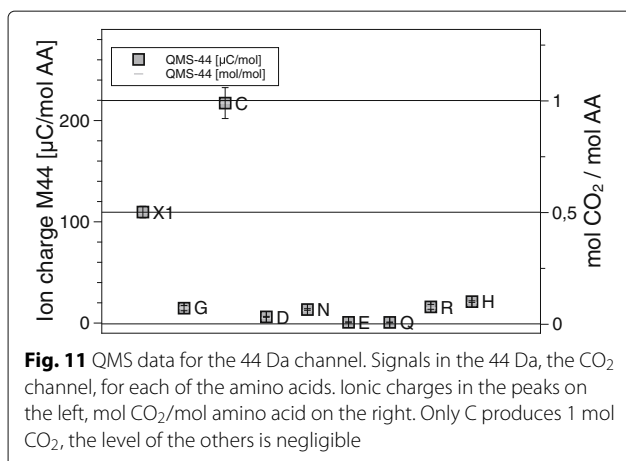 QMS-44 [µC/mol]
QMS-44 [mol/mol]
Ion charge M44 [µC/mol AA]
200
100
0
1
0,5
0
mol CO₂ / mol AA
C
X1
G
D
N
E
Q
R
H
Fig. 11 QMS data for the 44 Da channel. Signals in the 44 Da, the CO₂
channel, for each of the amino acids. Ionic charges in the peaks on
the left, mol CO₂/mol amino acid on the right. Only C produces 1 mol
CO₂, the level of the others is negligible